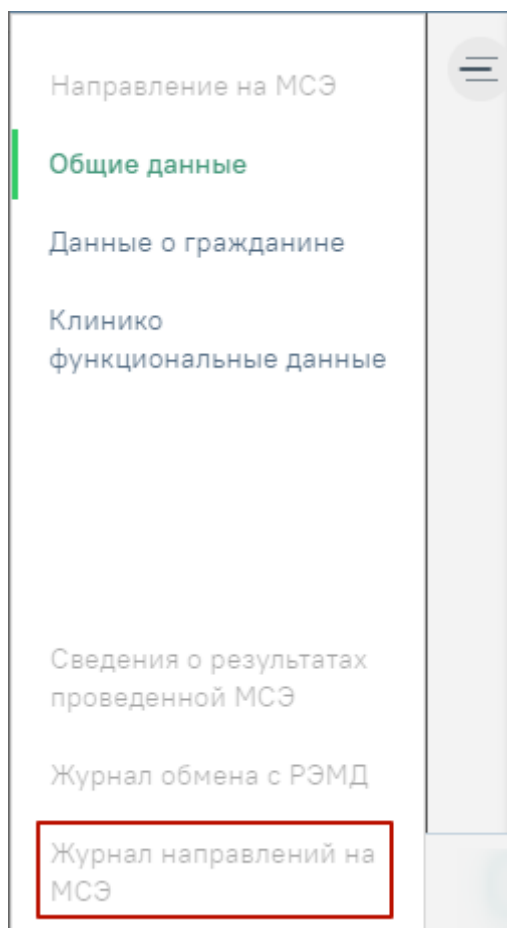 Направление на МСЭ
Общие данные
Данные о гражданине
Клинико
функциональные данные
Сведения о результатах
проведенной МСЭ
Журнал обмена с РЭМД
Журнал направлений на
МСЭ